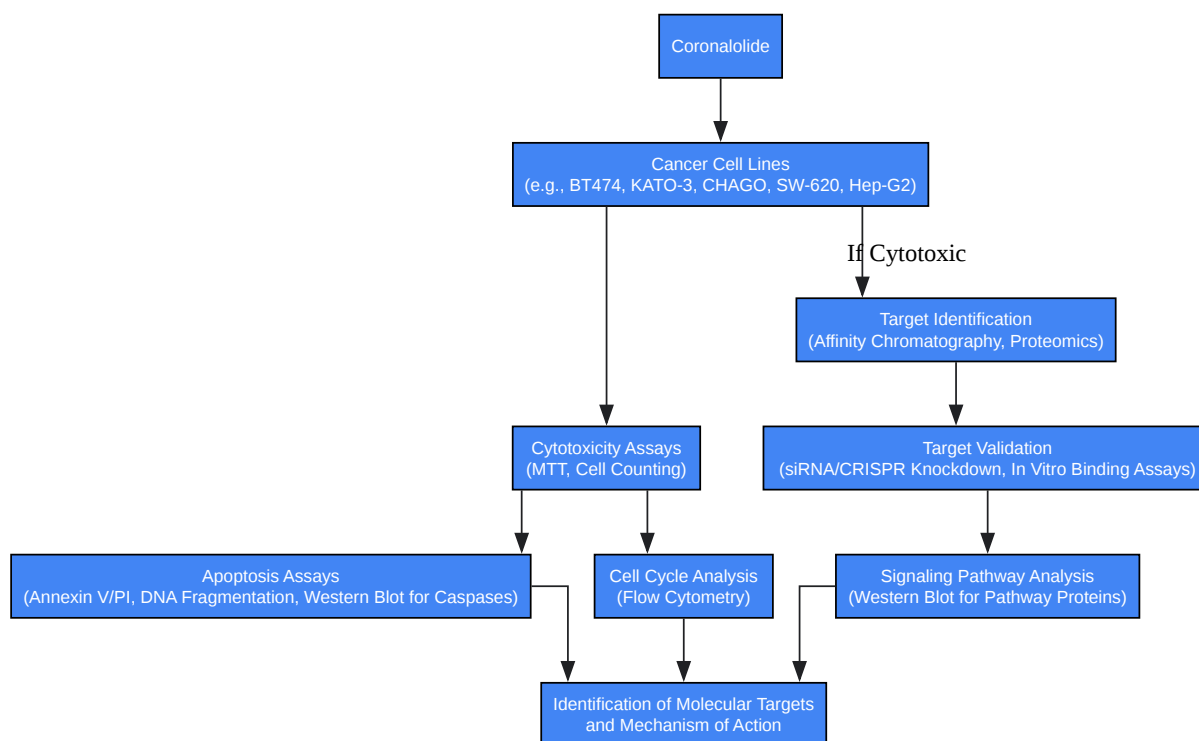 Coronalolide
Cancer Cell Lines
(e.g., BT474, KATO-3, CHAGO, SW-620, Hep-G2)
If Cytotoxic
Target Identification
(Affinity Chromatography, Proteomics)
Cytotoxicity Assays
(MTT, Cell Counting)
Target Validation
(siRNA/CRISPR Knockdown, In Vitro Binding Assays)
Apoptosis Assays
(Annexin V/PI, DNA Fragmentation, Western Blot for Caspases)
Cell Cycle Analysis
(Flow Cytometry)
Signaling Pathway Analysis
(Western Blot for Pathway Proteins)
Identification of Molecular Targets
and Mechanism of Action